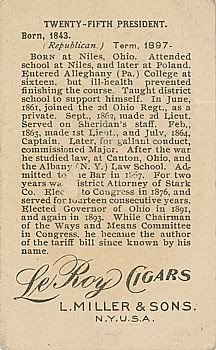 TWENTY-FIFTH PRESIDENT.
Born, 1843.
(Republican.) Term, 1897-
BORN at Niles, Ohio. Attended
school at Niles, and later at Poland.
Entered Alleghany (Pa.) College at
sixteen, but ill-health prevented
finishing the course. Taught district
school to support himself. In June,
1861, joined the 2d Ohio Regt., as a
private. Sept., 1862, made 2d Lieut.
Served on Sheridan's staff. Feb.,
1863, made 1st Lieut., and July, 1864,
Captain. Later, for gallant conduct,
commissioned Major. After the war
he studied law, at Canton, Ohio, and
the Albany (N. Y.) Law School. Ad-
mitted to the Bar in 1867. For two
years was District Attorney of Stark
Co. Elected to Congress in 1876, and
served for fourteen consecutive years.
Elected Governor of Ohio in 1891,
and again in 1893. While Chairman
of the Ways and Means Committee
in Congress, he became the author
of the tariff bill since known by his
name.
Le Roy CIGARS
L. MILLER & SONS.
N.Y. U.S.A.